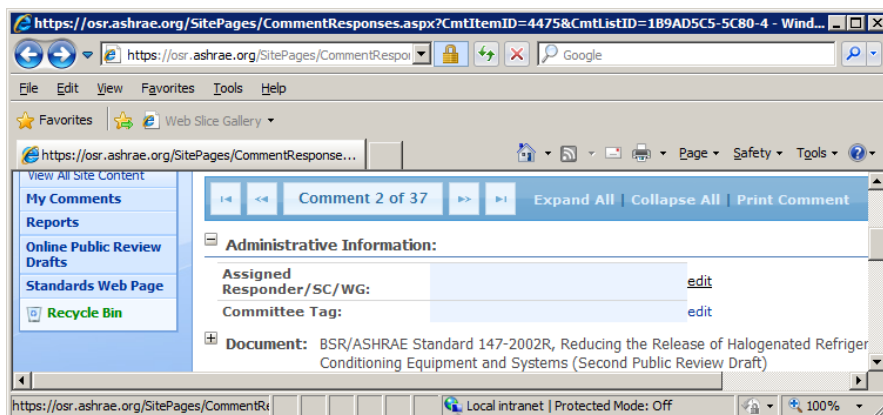 https://osr.ashrae.org/SitePages/CommentResponses.aspx?CmtItemID=4475&CmtListID=1B9AD5C5-5C80-4 - Wind...
https://osr.ashrae.org/SitePages/CommentRespor Google
File Edit View Favorites Tools Help
Favorites Web Slice Gallery
https://osr.ashrae.org/SitePages/CommentResponse... Page Safety Tools
View All Site Content
My Comments
Reports
Online Public Review
Drafts
Standards Web Page
Recycle Bin
Comment 2 of 37 Expand All | Collapse All | Print Comment
Administrative Information:
Assigned
Responder/SC/WG: edit
Committee Tag: edit
Document: BSR/ASHRAE Standard 147-2002R, Reducing the Release of Halogenated Refriger
Conditioning Equipment and Systems (Second Public Review Draft)
https://osr.ashrae.org/SitePages/CommentRe Local intranet | Protected Mode: Off 100%